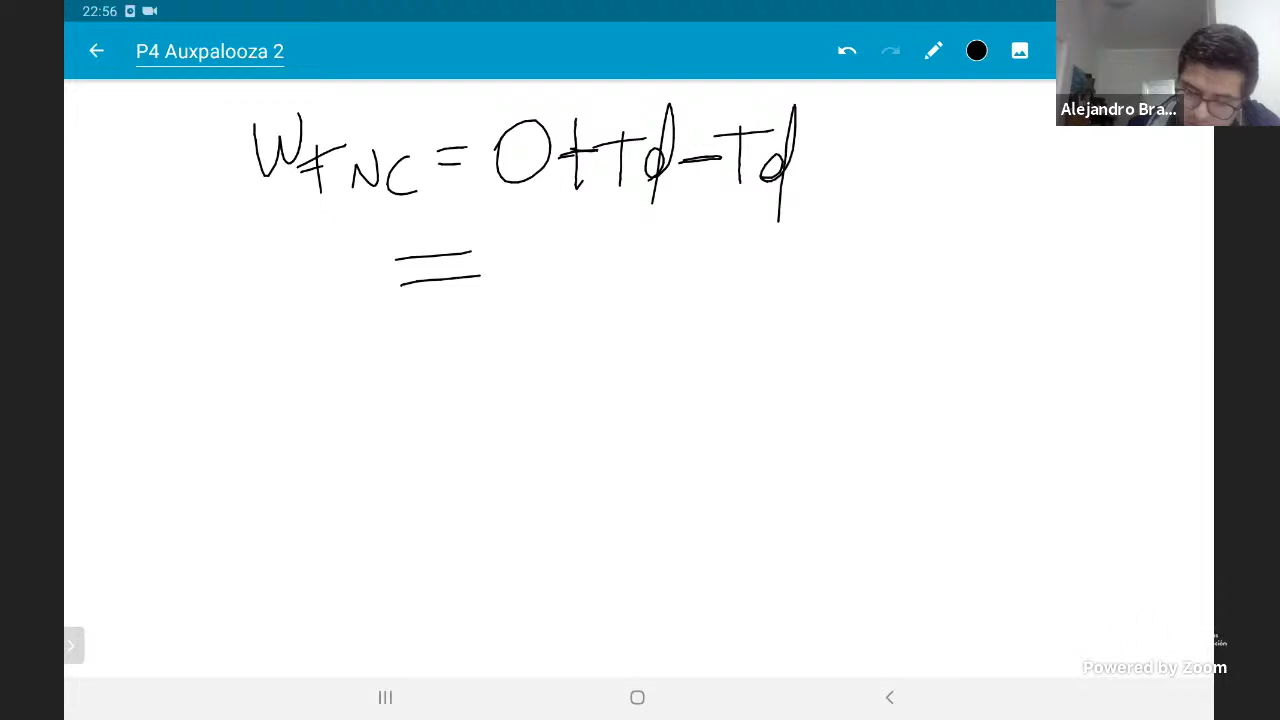 22:56
P4 Auxpalooza 2
Alejandro Bra...
W_FNC = 0 + Td - Td
=
Powered by Zoom